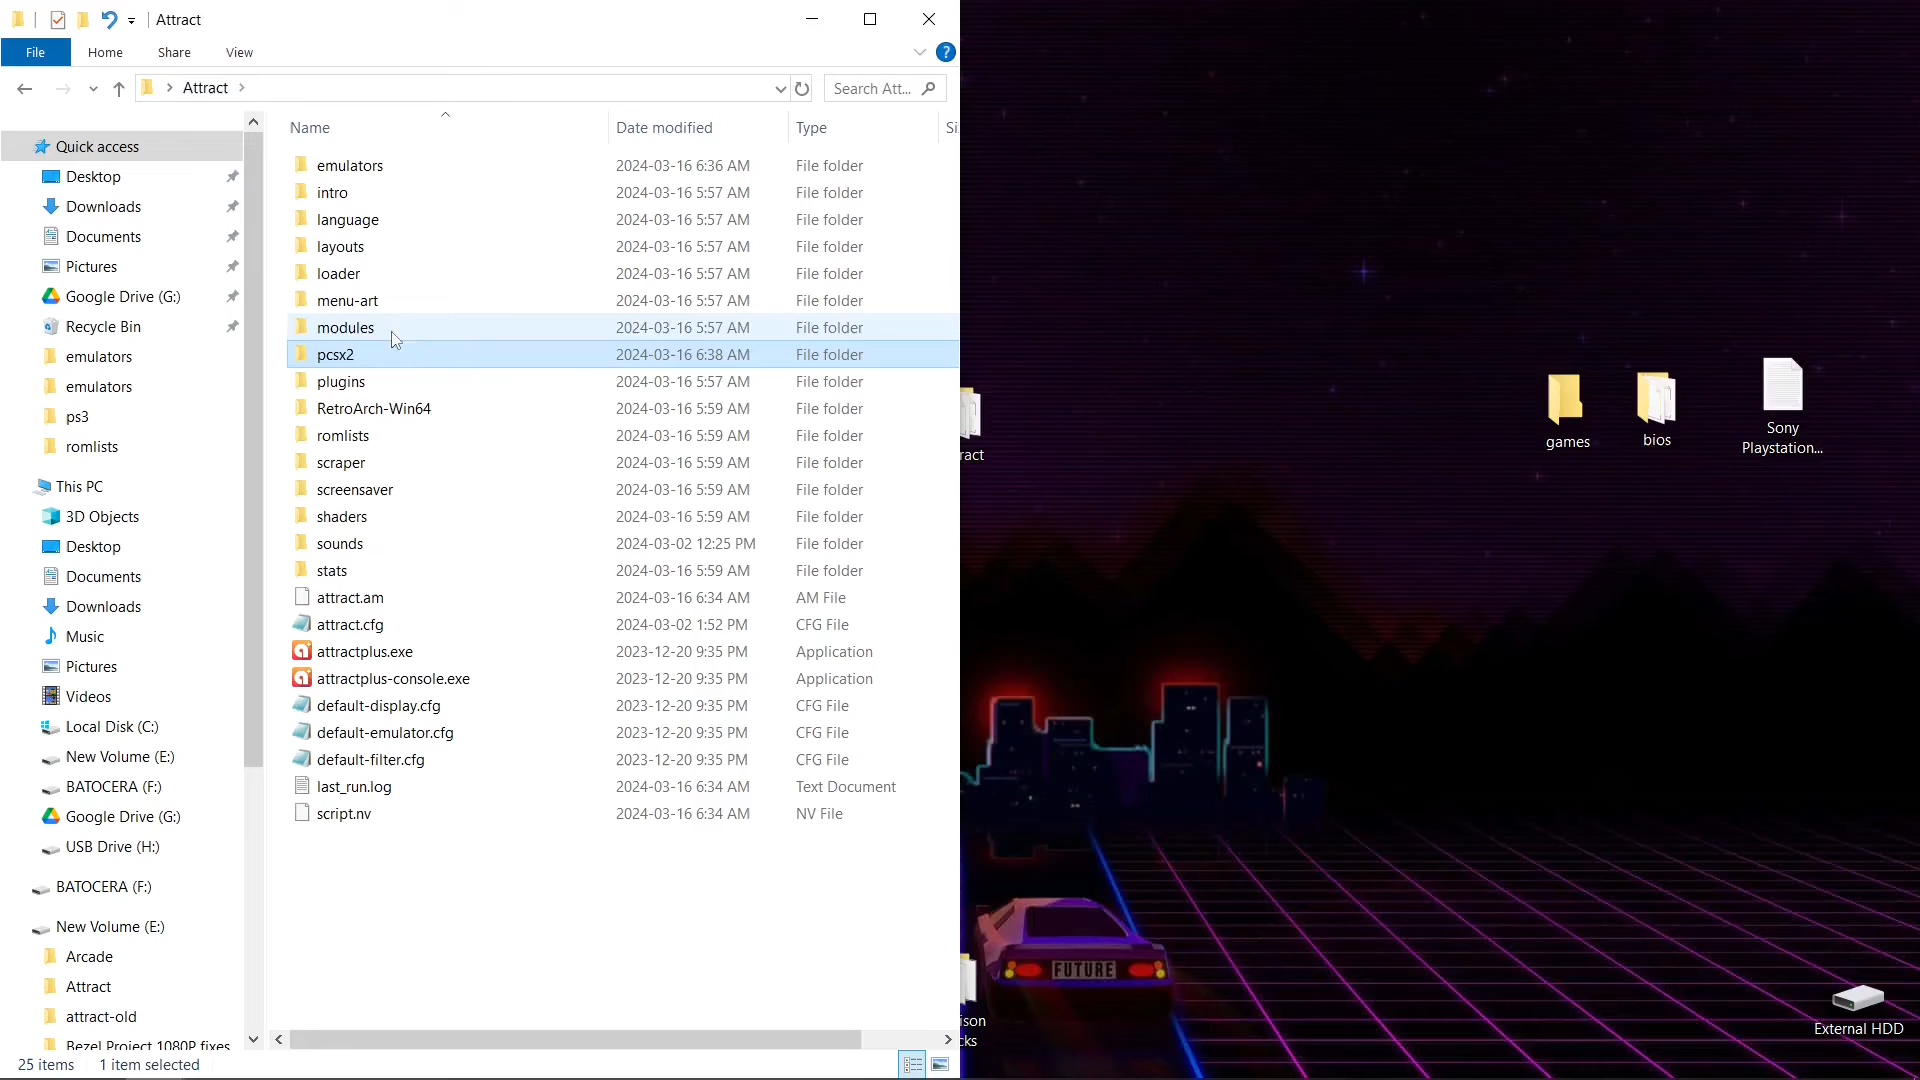 Attract
File
Home
Share
View
?
Attract
Search Att...
Name
Date modified
Type
Si
Quick access
Desktop
Downloads
Documents
Pictures
Google Drive (G:)
Recycle Bin
emulators
emulators
ps3
romlists
This PC
3D Objects
Desktop
Documents
Downloads
Music
Pictures
Videos
Local Disk (C:)
New Volume (E:)
BATOCERA (F:)
Google Drive (G:)
USB Drive (H:)
BATOCERA (F:)
New Volume (E:)
Arcade
Attract
attract-old
Bezel Project 1080P fixes
emulators 2024-03-16 6:36 AM File folder
intro 2024-03-16 5:57 AM File folder
language 2024-03-16 5:57 AM File folder
layouts 2024-03-16 5:57 AM File folder
loader 2024-03-16 5:57 AM File folder
menu-art 2024-03-16 5:57 AM File folder
modules 2024-03-16 5:57 AM File folder
pcsx2 2024-03-16 6:38 AM File folder
plugins 2024-03-16 5:57 AM File folder
RetroArch-Win64 2024-03-16 5:59 AM File folder
romlists 2024-03-16 5:59 AM File folder
scraper 2024-03-16 5:59 AM File folder
screensaver 2024-03-16 5:59 AM File folder
shaders 2024-03-16 5:59 AM File folder
sounds 2024-03-02 12:25 PM File folder
stats 2024-03-16 5:59 AM File folder
attract.am 2024-03-16 6:34 AM AM File
attract.cfg 2024-03-02 1:52 PM CFG File
attractplus.exe 2023-12-20 9:35 PM Application
attractplus-console.exe 2023-12-20 9:35 PM Application
default-display.cfg 2023-12-20 9:35 PM CFG File
default-emulator.cfg 2023-12-20 9:35 PM CFG File
default-filter.cfg 2023-12-20 9:35 PM CFG File
last_run.log 2024-03-16 6:34 AM Text Document
script.nv 2024-03-16 6:34 AM NV File
25 items 1 item selected
ract
games
bios
Sony
Playstation...
FUTURE
ison
cks
External HDD